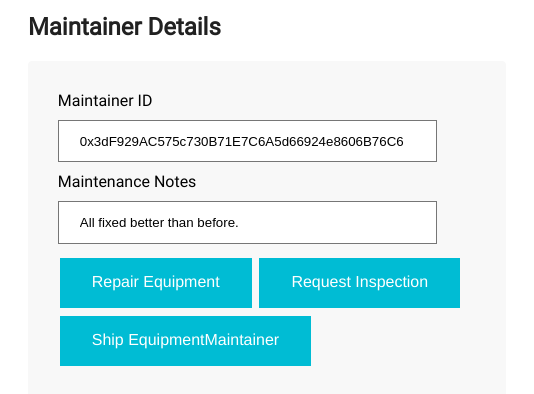 Maintainer Details
Maintainer ID
0x3dF929AC575c730B71E7C6A5d66924e8606B76C6
Maintenance Notes
All fixed better than before.
Repair Equipment Request Inspection
Ship EquipmentMaintainer